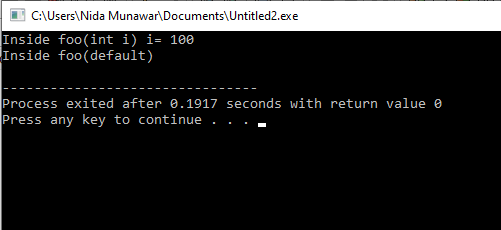 C:\Users\Nida Munawar\Documents\Untitled2.exe
Inside foo(int i) i= 100
Inside foo(default)
--------------------------------
Process exited after 0.1917 seconds with return value 0
Press any key to continue . . .